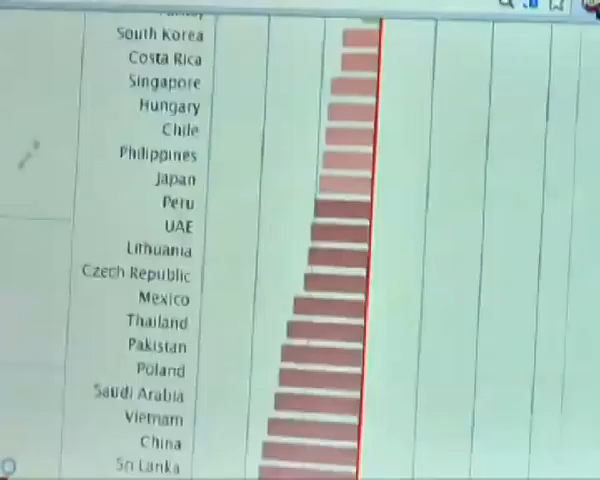 South Korea
Costa Rica
Singapore
Hungary
Chile
Philippines
Japan
Peru
UAE
Lithuania
Czech Republic
Mexico
Thailand
Pakistan
Poland
Saudi Arabia
Vietnam
China
Sri Lanka